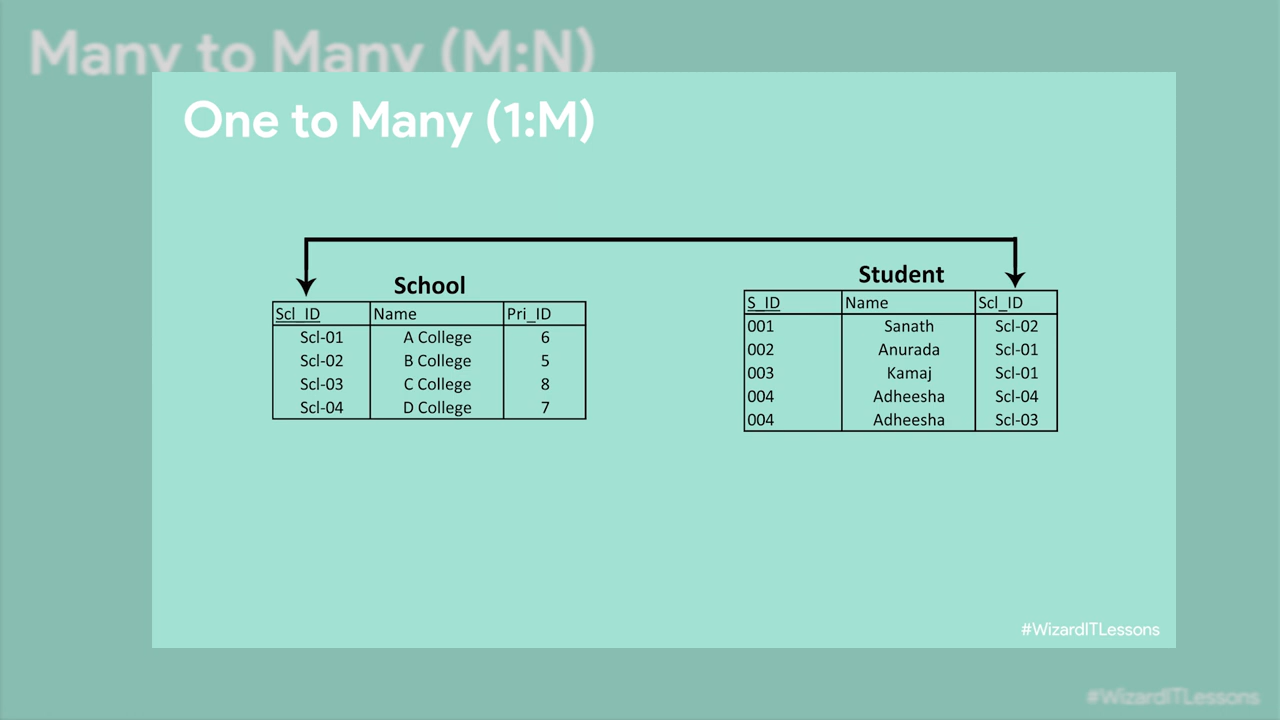 Many to Many (M:N)
One to Many (1:M)
School
Scl_ID Name Pri_ID
Scl-01 A College 6
Scl-02 B College 5
Scl-03 C College 8
Scl-04 D College 7
Student
S_ID Name Scl_ID
001 Sanath Scl-02
002 Anurada Scl-01
003 Kamaj Scl-01
004 Adheesha Scl-04
004 Adheesha Scl-03
#WizardITLessons
#WizardITLessons